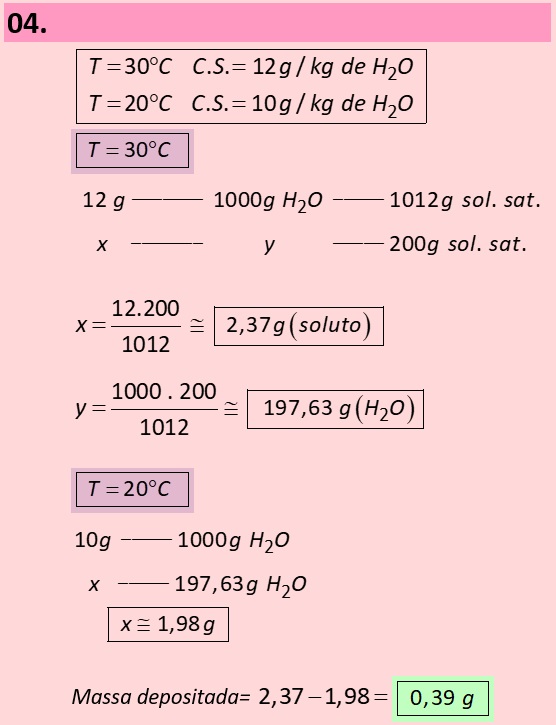 04.
T = 30°C C.S. = 12 g / kg de H₂O
T = 20°C C.S. = 10 g / kg de H₂O
T = 30°C
12 g ——— 1000g H₂O ——— 1012g sol. sat.
x ——— y ——— 200g sol. sat.
x = 12.200 / 1012 ≅ 2,37g (soluto)
y = 1000 . 200 / 1012 ≅ 197,63 g (H₂O)
T = 20°C
10g ——— 1000g H₂O
x ——— 197,63g H₂O
x ≅ 1,98 g
Massa depositada= 2,37 – 1,98 = 0,39 g